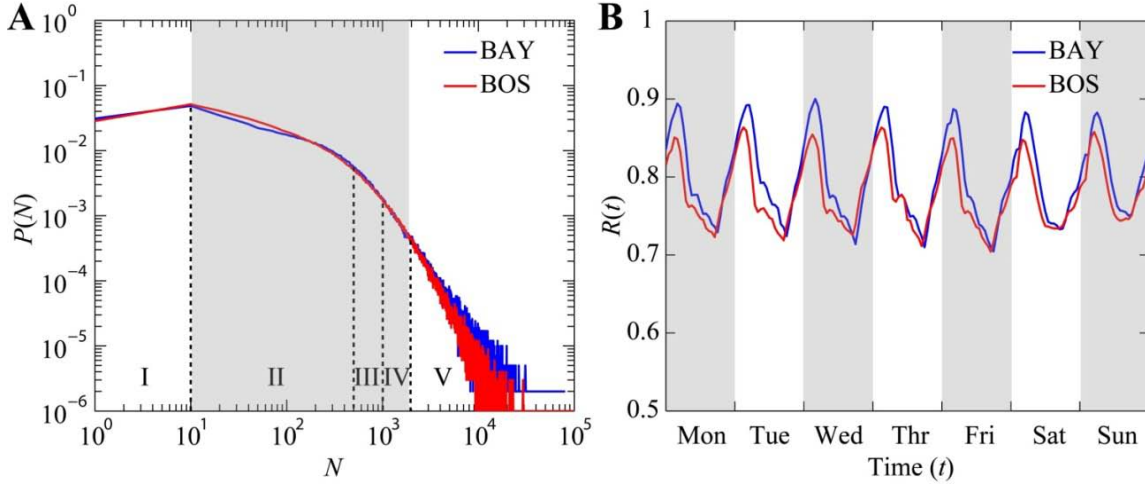 A
10^0
10^-1
10^-2
10^-3
10^-4
10^-5
10^-6
P(N)
BAY
BOS
I II III IV V
10^0 10^1 10^2 10^3 10^4 10^5
N
B
1
0.9
0.8
0.7
0.6
0.5
R(t)
BAY
BOS
Mon Tue Wed Thr Fri Sat Sun
Time (t)